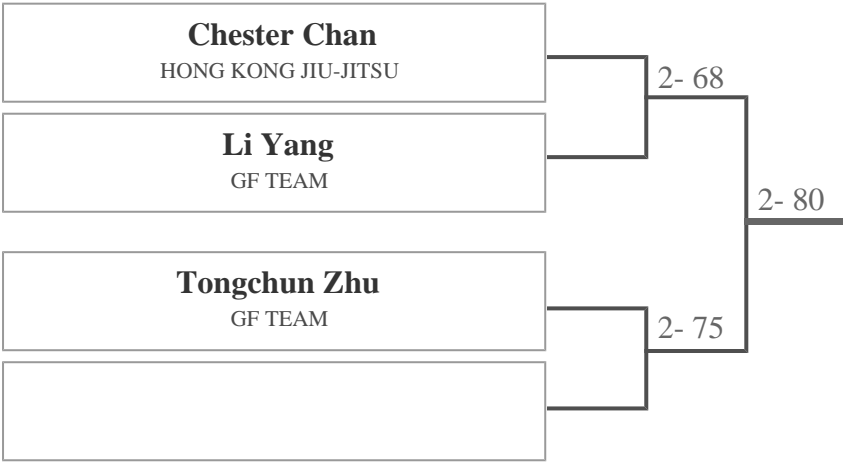 Chester Chan
HONG KONG JIU-JITSU
2- 68
Li Yang
GF TEAM
2- 80
Tongchun Zhu
GF TEAM
2- 75